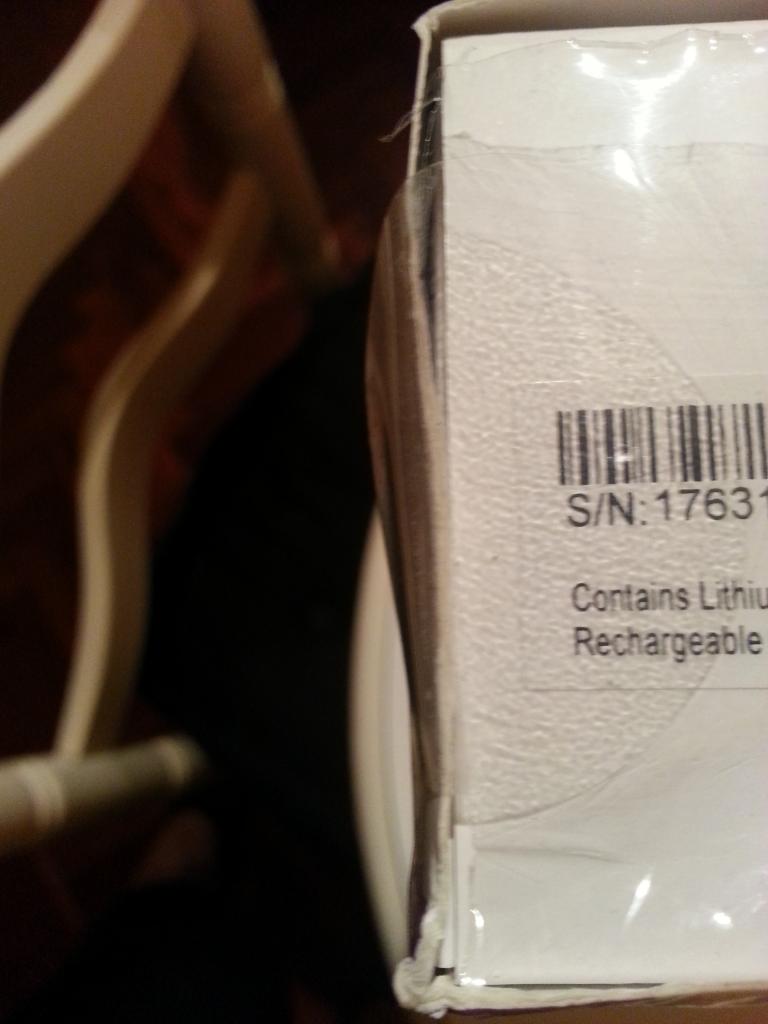 S/N:17631
Contains Lithiu
Rechargeable